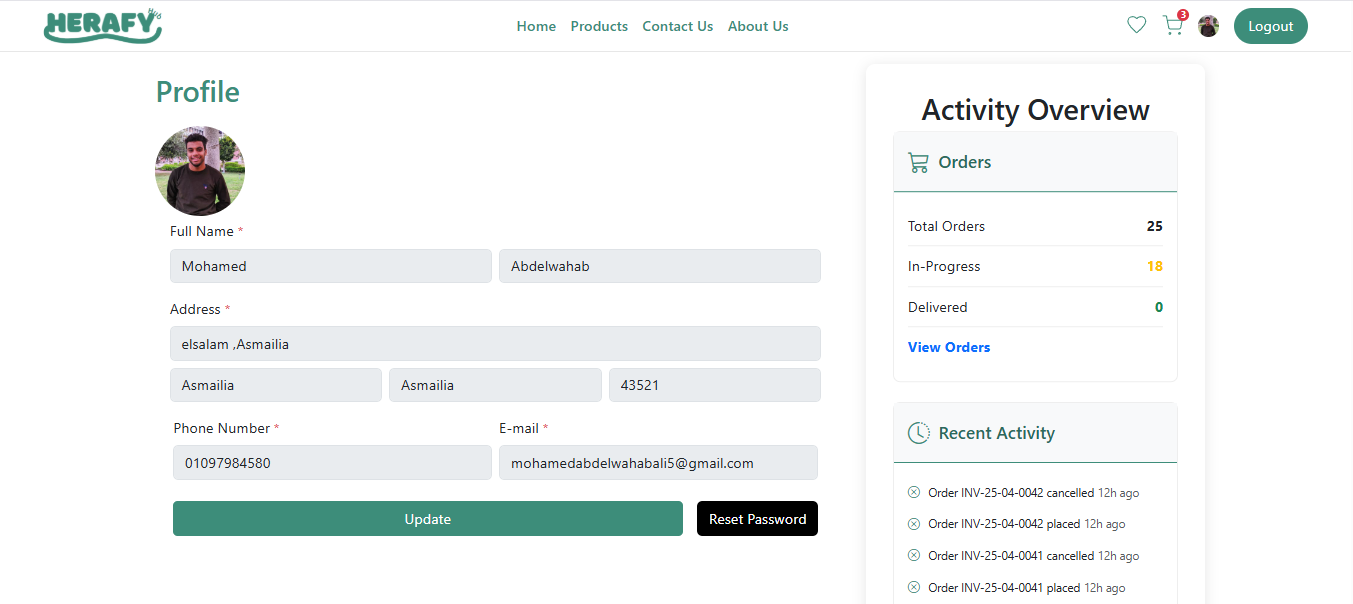 HERAFY
Home Products Contact Us About Us
3
Logout
Profile
Full Name *
Mohamed Abdelwahab
Address *
elsalam ,Asmailia
Asmailia Asmailia 43521
Phone Number * E-mail *
01097984580 mohamedabdelwahabali5@gmail.com
Update Reset Password
Activity Overview
Orders
Total Orders 25
In-Progress 18
Delivered 0
View Orders
Recent Activity
Order INV-25-04-0042 cancelled 12h ago
Order INV-25-04-0042 placed 12h ago
Order INV-25-04-0041 cancelled 12h ago
Order INV-25-04-0041 placed 12h ago